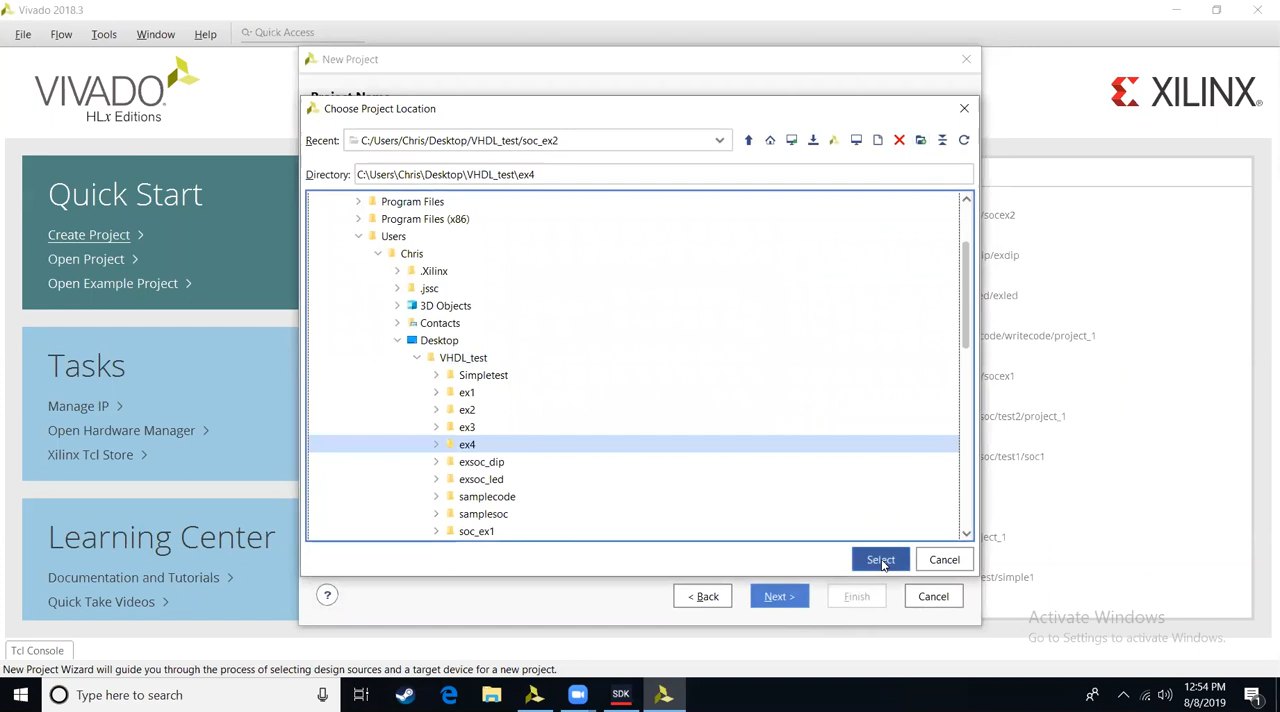 Vivado 2018.3
File Flow Tools Window Help Quick Access
VIVADO
HLx Editions
XILINX
New Project
Choose Project Location
Recent: C:/Users/Chris/Desktop/VHDL_test/soc_ex2
Directory: C:\Users\Chris\Desktop\VHDL_test\ex4
Program Files
Program Files (x86)
Users
Chris
.Xilinx
.jssc
3D Objects
Contacts
Desktop
VHDL_test
Simpletest
ex1
ex2
ex3
ex4
exsoc_dip
exsoc_led
samplecode
samplesoc
soc_ex1
Select Cancel
? < Back Next > Finish Cancel
Quick Start
Create Project >
Open Project >
Open Example Project >
Tasks
Manage IP >
Open Hardware Manager >
Xilinx Tcl Store >
Learning Center
Documentation and Tutorials >
Quick Take Videos >
/socex2
ip/exdip
ed/exled
code/writecode/project_1
/socex1
oc/test2/project_1
soc/test1/soc1
ject_1
est/simple1
Activate Windows
Go to Settings to activate Windows.
Tcl Console
New Project Wizard will guide you through the process of selecting design sources and a target device for a new project.
Type here to search
SDK
12:54 PM
8/8/2019
1